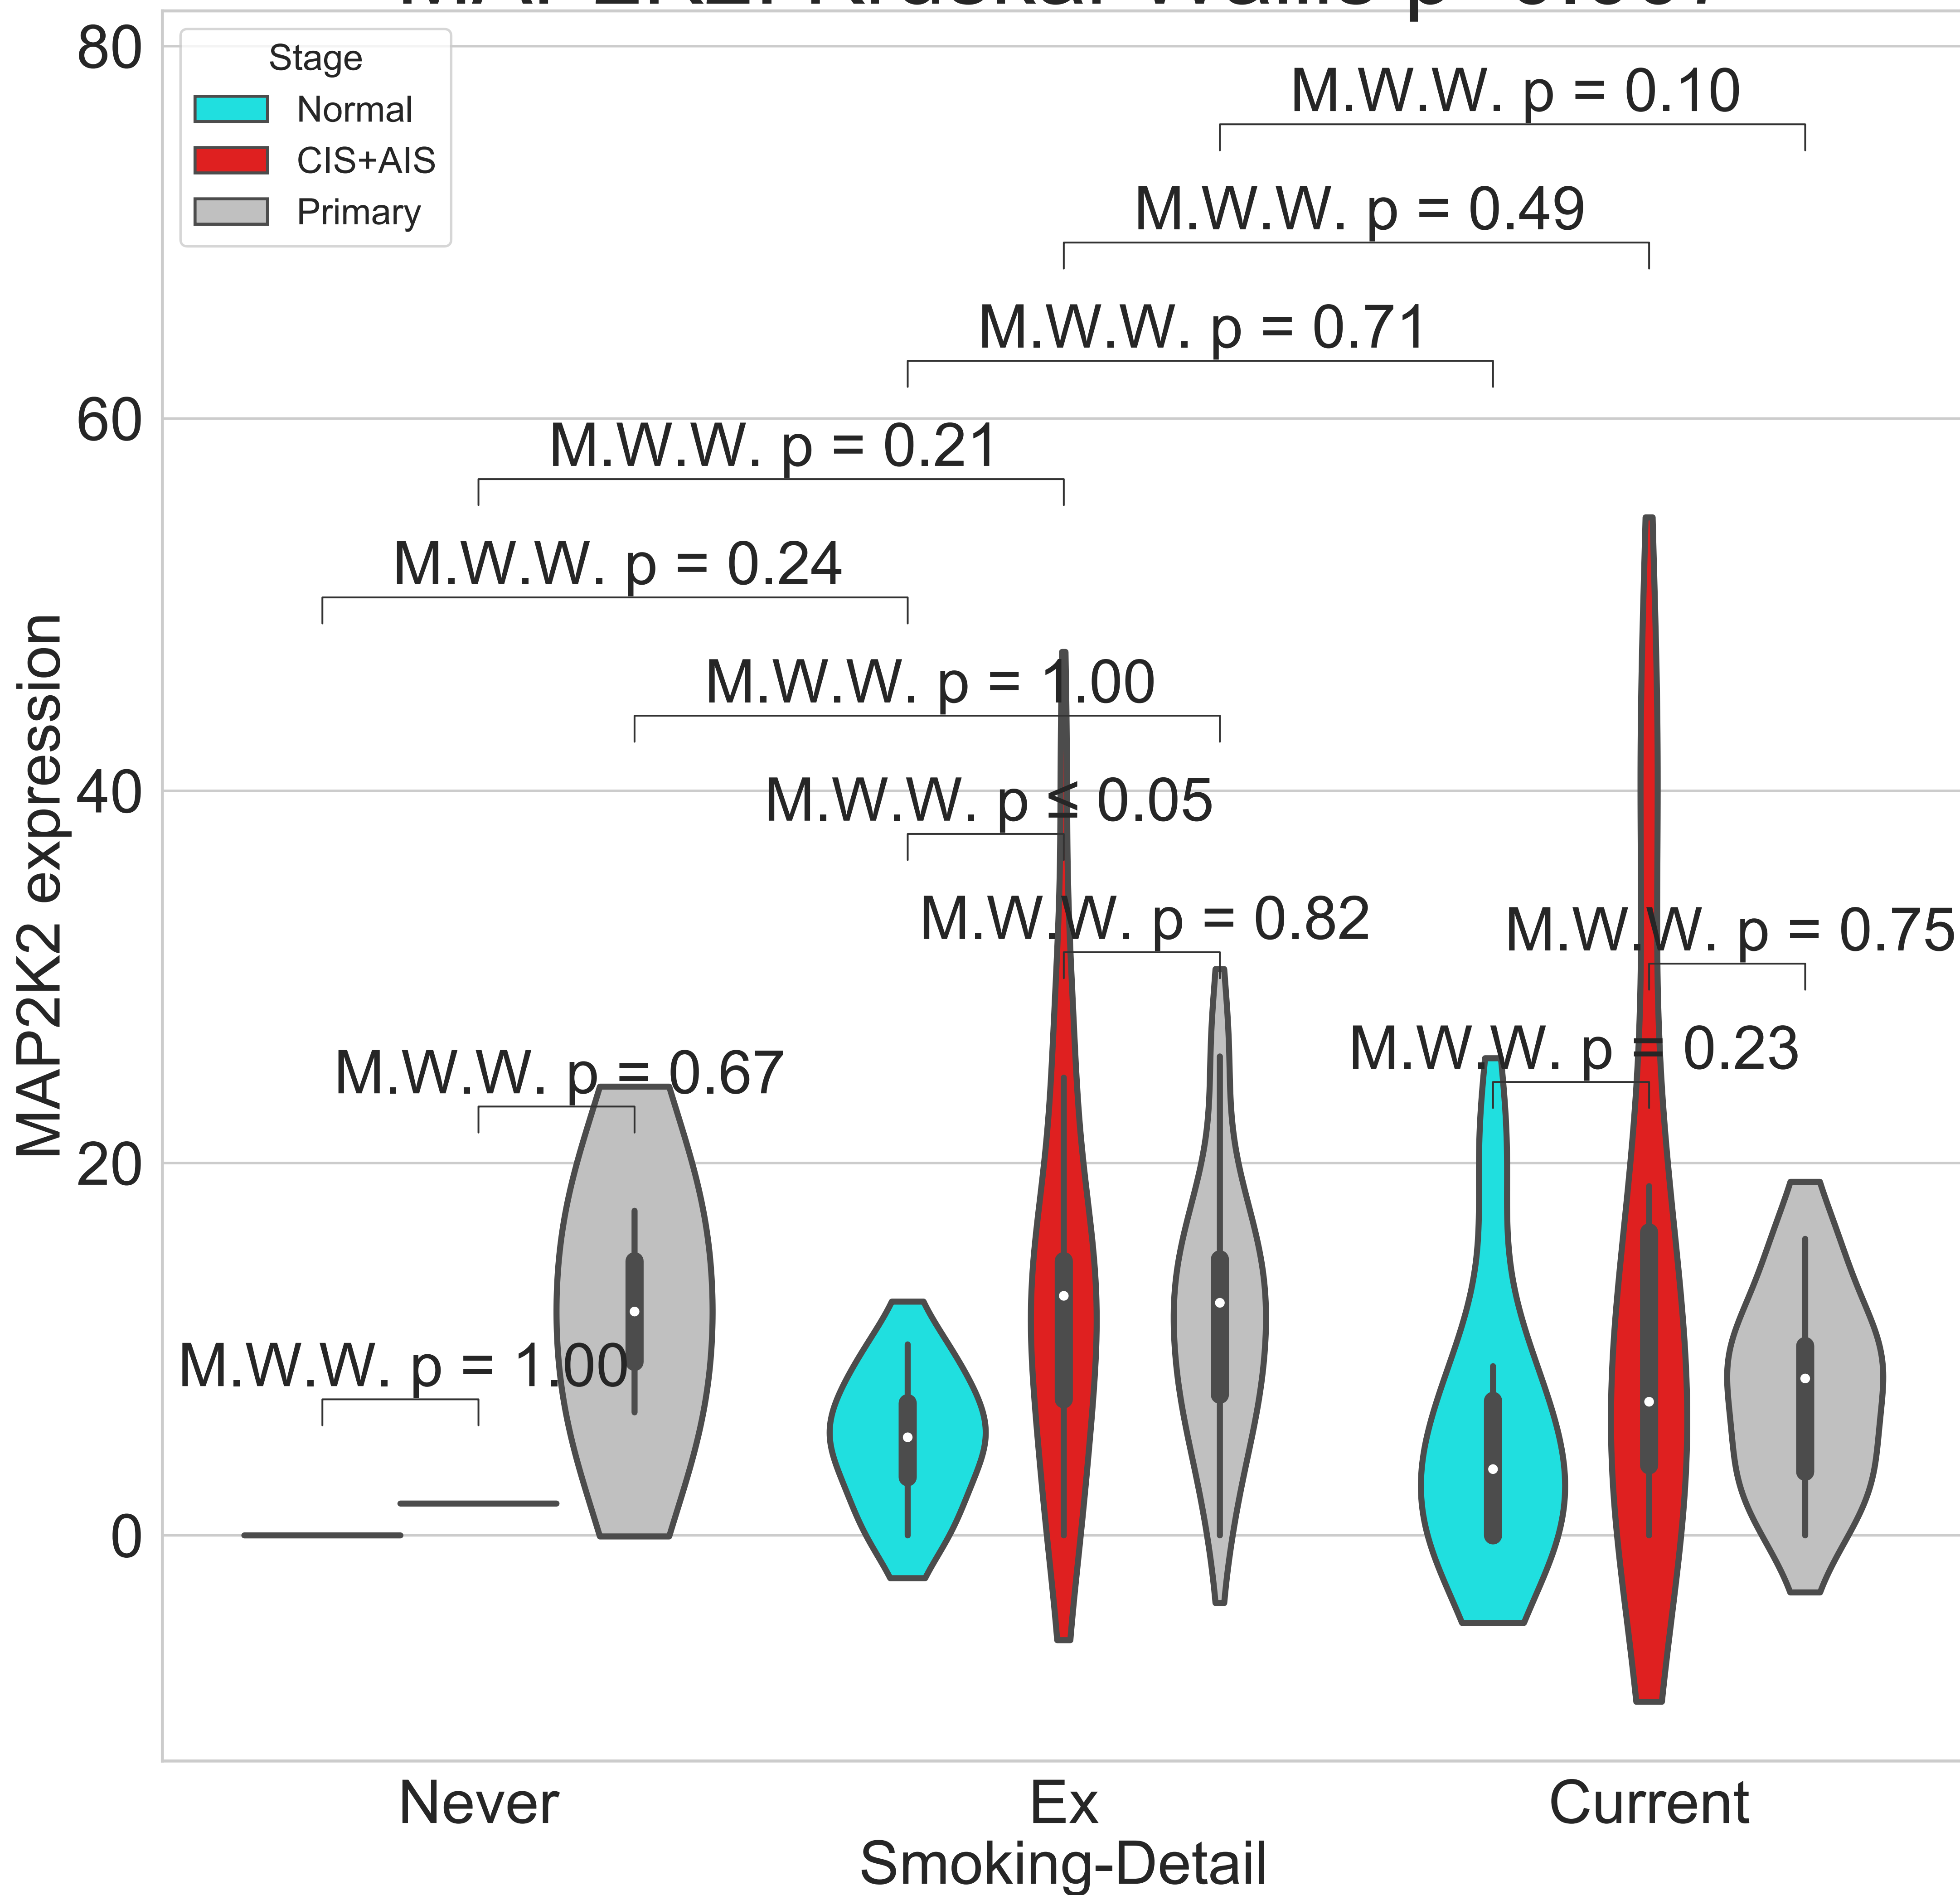 80
Stage
Normal
CIS+AIS
Primary
M.W.W. p = 0.10
M.W.W. p = 0.49
M.W.W. p = 0.71
60
M.W.W. p = 0.21
M.W.W. p = 0.24
M.W.W. p = 1.00
40
M.W.W. p ≤ 0.05
M.W.W. p = 0.82
M.W.W. p = 0.75
M.W.W. p = 0.23
M.W.W. p = 0.67
20
M.W.W. p = 1.00
0
MAP2K2 expression
Never
Ex
Current
Smoking-Detail